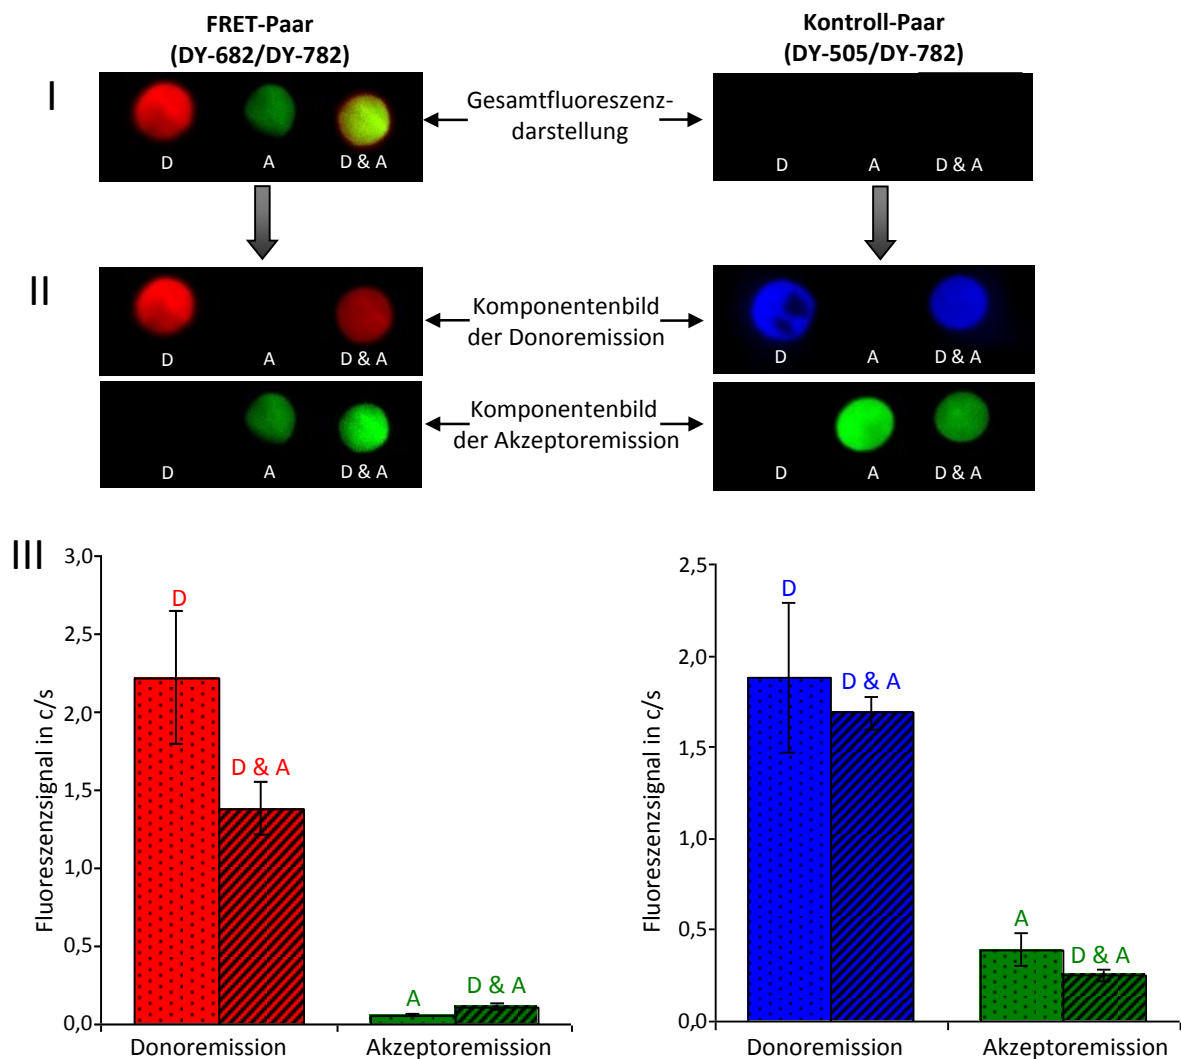 FRET-Paar
(DY-682/DY-782)
Kontroll-Paar
(DY-505/DY-782)
I
Gesamtfluoreszenz-
darstellung
D A D & A
D A D & A
II
Komponentenbild
der Donoremission
D A D & A
D A D & A
Komponentenbild
der Akzeptoremission
D A D & A
D A D & A
III
Fluoreszenzsignal in c/s
3,0
2,5
2,0
1,5
1,0
0,5
0,0
D
D & A
A
D & A
Donoremission Akzeptoremission
Fluoreszenzsignal in c/s
2,5
2,0
1,5
1,0
0,5
0,0
D
D & A
A
D & A
Donoremission Akzeptoremission